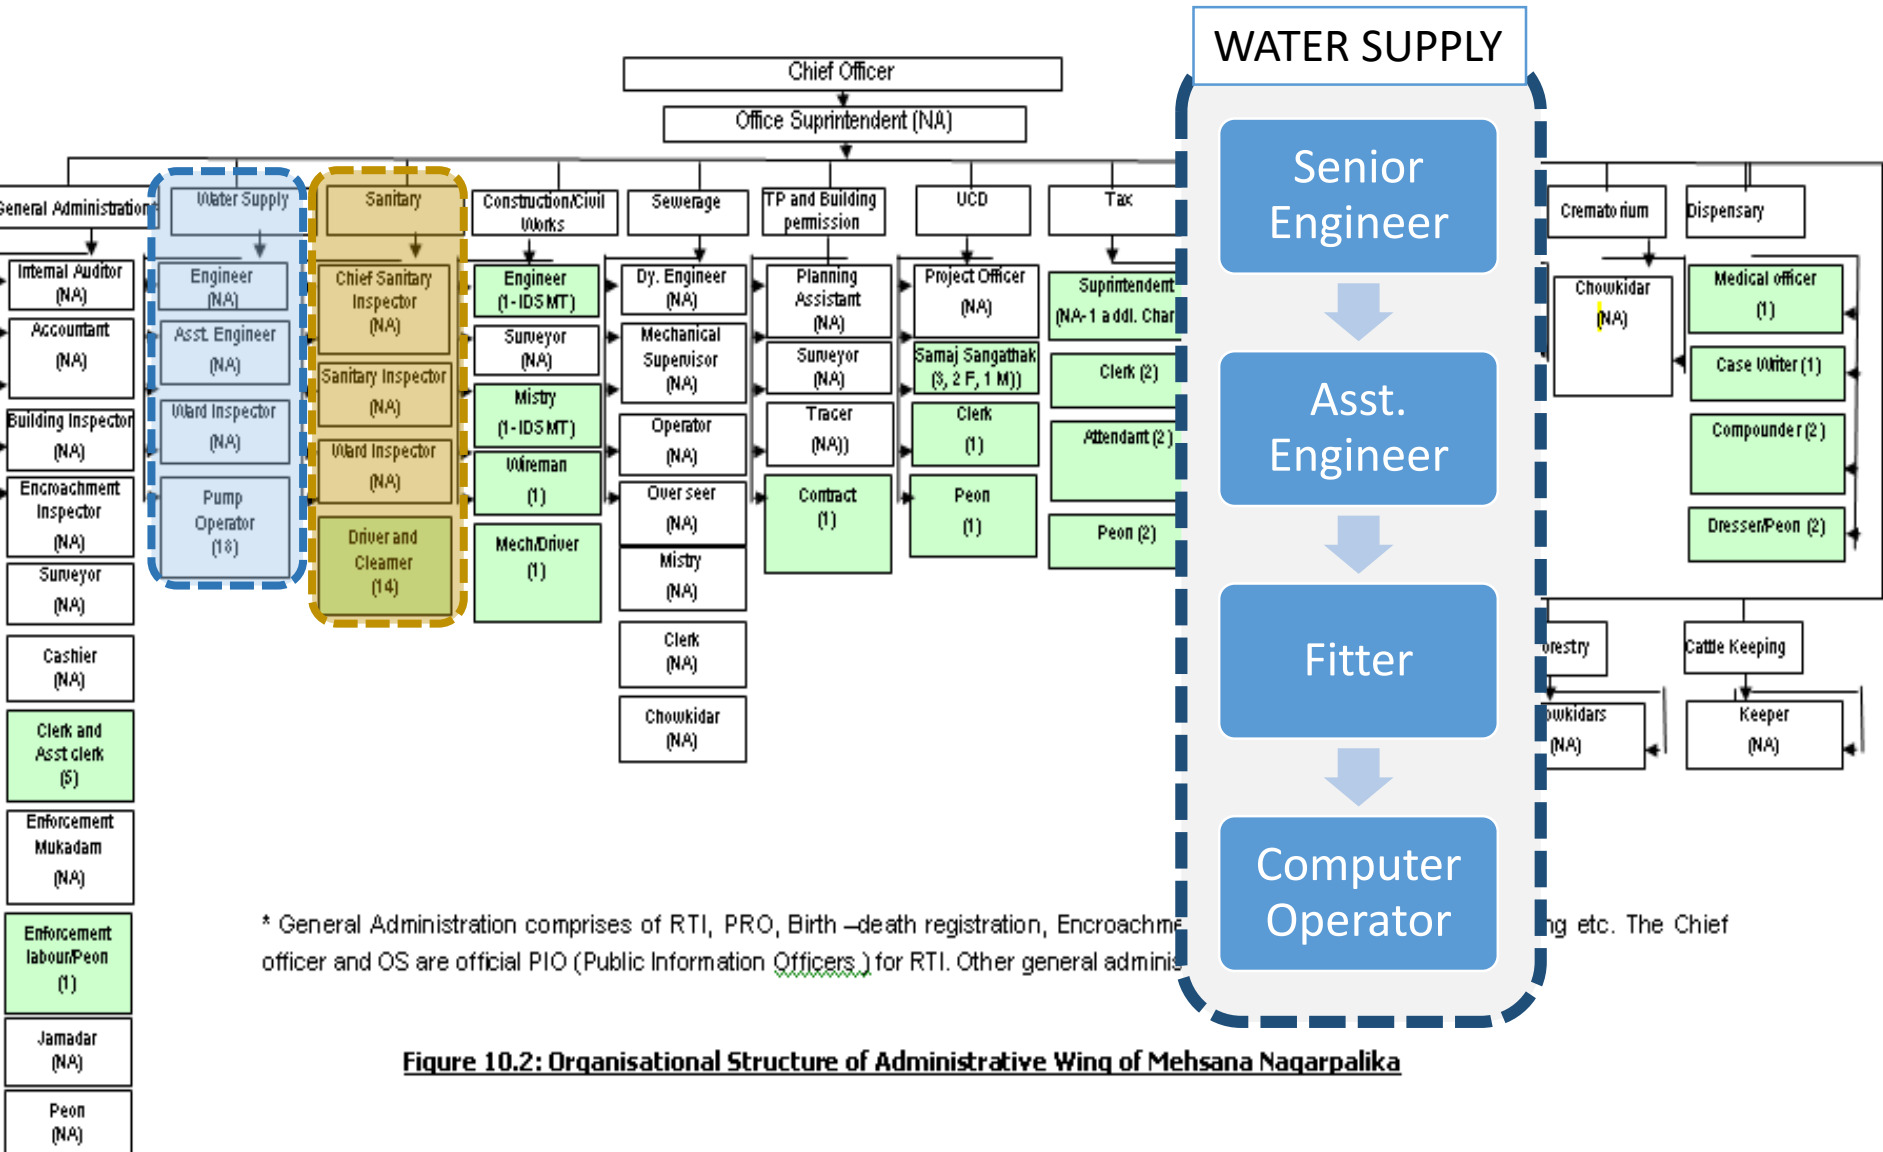 WATER SUPPLY
Chief Officer
Office Suprintendent (NA)
General Administration
Water Supply
Sanitary
Construction/Civil
Works
Sewerage
TP and Building
permission
UCD
Tax
Crematorium
Dispensary
Internal Auditor
(NA)
Accountant
(NA)
Building Inspector
(NA)
Encroachment
Inspector
(NA)
Surveyor
(NA)
Cashier
(NA)
Clerk and
Asst clerk
(5)
Enforcement
Mukadam
(NA)
Enforcement
labour/Peon
(1)
Jamadar
(NA)
Peon
(NA)
Engineer
(NA)
Asst. Engineer
(NA)
Ward Inspector
(NA)
Pump
Operator
(18)
Chief Sanitary
Inspector
(NA)
Sanitary Inspector
(NA)
Ward Inspector
(NA)
Driver and
Cleamer
(14)
Engineer
(1-IDSMT)
Surveyor
(NA)
Mistry
(1-IDSMT)
Wireman
(1)
Mech/Driver
(1)
Dy. Engineer
(NA)
Mechanical
Supervisor
(NA)
Operator
(NA)
Over seer
(NA)
Mistry
(NA)
Clerk
(NA)
Chowkidar
(NA)
Planning
Assistant
(NA)
Surveyor
(NA)
Tracer
(NA))
Contract
(1)
Project Officer
(NA)
Samaj Sangathak
(3, 2 F, 1 M))
Clerk
(1)
Peon
(1)
Suprintendent
(NA-1 addl. Char
Clerk (2)
Attendant (2)
Peon (2)
Senior
Engineer
Asst.
Engineer
Fitter
Computer
Operator
Chowkidar
(NA)
Medical officer
(1)
Case Writer (1)
Compounder (2)
Dresser/Peon (2)
orestry
owkidars
(NA)
Cattle Keeping
Keeper
(NA)
* General Administration comprises of RTI, PRO, Birth –death registration, Encroachme ng etc. The Chief
officer and OS are official PIO (Public Information Officers ) for RTI. Other general adminis
Figure 10.2: Organisational Structure of Administrative Wing of Mehsana Nagarpalika